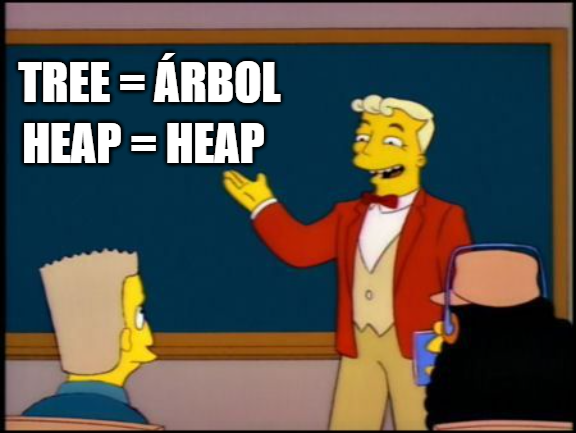 TREE = ÁRBOL
HEAP = HEAP